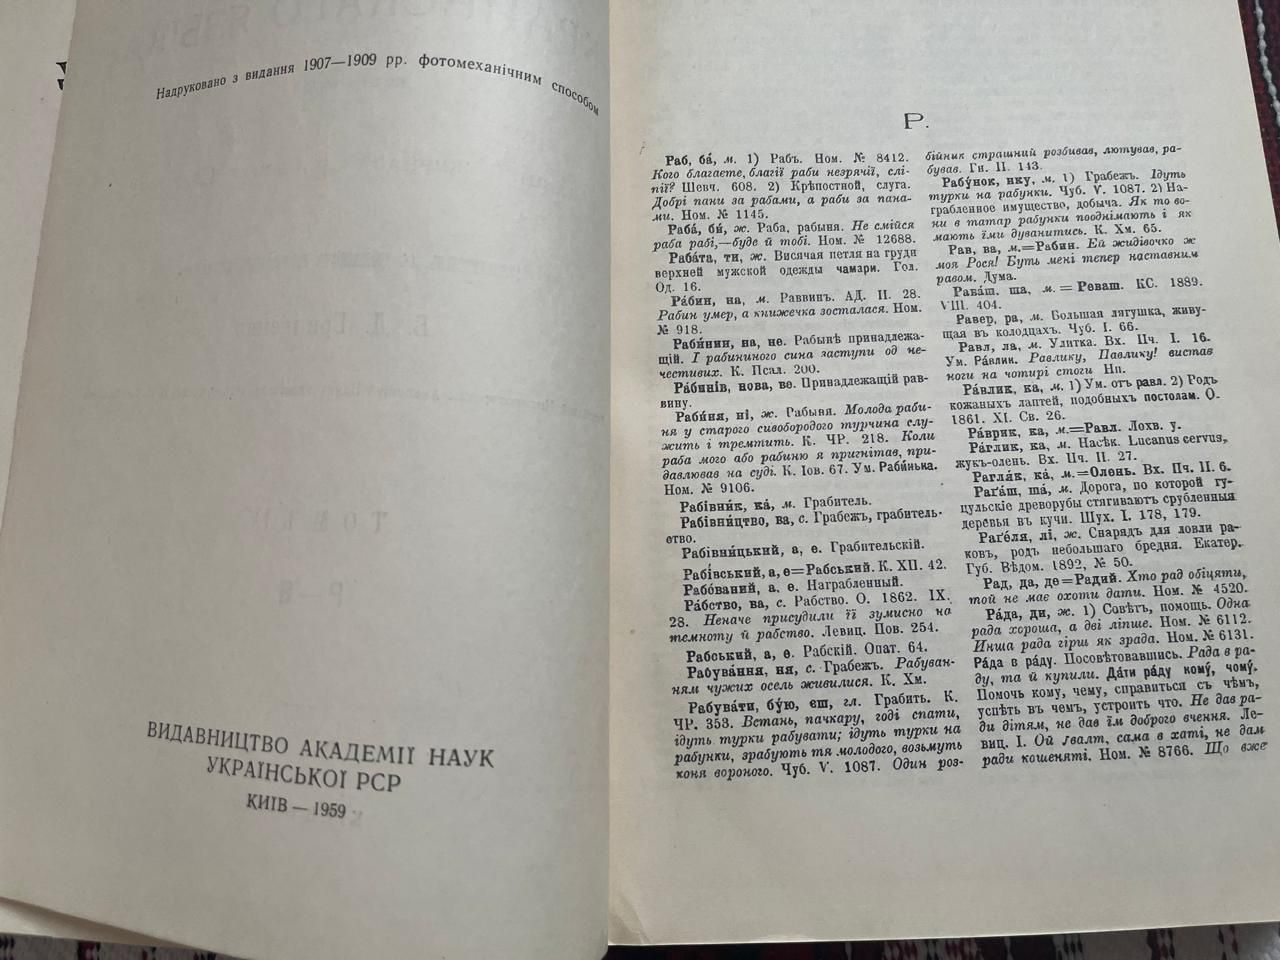 Надруковано з видання 1907—1909 рр. фотомеханічним способом
ВИДАВНИЦТВО АКАДЕМІЇ НАУК
УКРАЇНСЬКОЇ РСР
КИЇВ — 1959
Р.
Раб, ба́, м. 1) Рабъ. Ном. № 8412.
Кого благаєте, благії раби незрячії, слі-
пії? Шевч. 608. 2) Крѣпостной, слуга.
Добрі пани за рабами, а раби за пана-
ми. Ном. № 1145.
Раба́, би́, ж. Раба, рабыня. Не смійся
раба рабі,—буде й тобі. Ном. № 12688.
Раба́та, ти, ж. Висячая петля на груди
верхней мужской одежды чамари. Гол.
Од. 16.
Ра́бин, на, м. Раввинъ. АД. II. 28.
Рабин умер, а книжечка зосталася. Ном.
№ 918.
Раби́нин, на, не. Рабынѣ принадлежа-
щій. І рабининого сина заступи од не-
честивих. К. Псал. 200.
Ра́бинів, нова, ве. Принадлежащій рав-
вину.
Раби́ня, ні, ж. Рабыня. Молода раби-
ня у старого сивобородого турчина слу-
жить і тремтить. К. ЧР. 218. Коли
раба мого або рабиню я пригнітав, при-
давлював на суді. К. Іов. 67. Ум. Раби́нька.
Ном. № 9106.
Рабівни́к, ка́, м. Грабитель.
Рабівни́цтво, ва, с. Грабежъ, грабитель-
ство.
Рабівни́цький, а, е. Грабительскій.
Рабі́вський, а, е=Рабський. К. ХП. 42.
Рабо́ваний, а, е. Награбленный.
Ра́бство, ва, с. Рабство. О. 1862. IX.
28. Неначе присудили її зумисно на
темноту й рабство. Левиц. Пов. 254.
Рабський, а, е. Рабскій. Опат. 64.
Рабува́ння, ня, с. Грабежъ. Рабуван-
ням чужих осель живилися. К. Хм.
Рабува́ти, бу́ю, еш, гл. Грабить. К.
ЧР. 353. Встань, пачкару, годі спати,
ідуть турки рабувати; ідуть турки на
рабунки, зрабують тя молодого, возьмуть
коня вороного. Чуб. V. 1087. Один роз-
бійник страшний розбивав, лютував, ра-
бував. Гн. II. 143.
Рабу́нок, нку, м. 1) Грабежъ. Ідуть
турки на рабунки. Чуб. V. 1087. 2) На-
грабленное имущество, добыча. Як то во-
ни в татар рабунки пооднімають і як
мають їми дуванитись. К. Хм. 65.
Рав, ва, м.=Рабин. Ей жидівочко ж
моя Рося! Буть мені тепер наставним
равом. Дума.
Рава́ш, ша, м. = Реваш. КС. 1889.
VIII. 404.
Равер, ра, м. Большая лягушка, живу-
щая въ колодцахъ. Чуб. I. 66.
Равл, ла, м. Улитка. Вх. Пч. I. 16.
Ум. Ра́влик. Равлику, Павлику! вистав
ноги на чотирі стоги Нп.
Ра́влик, ка, м. 1) Ум. отъ равл. 2) Родъ
кожаныхъ лаптей, подобныхъ постолам. О.
1861. XI. Св. 26.
Ра́врик, ка, м.=Равл. Лохв. у.
Ра́глик, ка, м. Насѣк. Lucanus cervus,
жукъ-олень. Вх. Пч. II. 27.
Рагла́к, ка́, м.=Олень. Вх. Пч. II. 6.
Раґа́ш, ша́, м. Дорога, по которой гу-
цульскіе древорубы стягиваютъ срубленныя
деревья въ кучи. Шух. I. 178, 179.
Раґе́ля, лі, ж. Снарядъ для ловли ра-
ковъ, родъ небольшаго бредня. Екатер.
Губ. Вѣдом. 1892, № 50.
Рад, да, де=Радий. Хто рад обіцяти,
той не має охоти дати. Ном. № 4520.
Ра́да, ди, ж. 1) Совѣтъ, помощь. Одна
рада хороша, а дві ліпше. Ном. № 6112.
Инша рада гірш як зрада. Ном. № 6131.
Ра́да в ра́ду. Посовѣтовавшись. Рада в ра-
ду, та й купили. Да́ти ра́ду кому́, чому́.
Помочь кому, чему, справиться съ чѣмъ,
успѣть въ чемъ, устроить что. Не дав ра-
ди дітям, не дав їм доброго вчення. Ле-
виц. I. Ой ґвалт, сама в хаті, не дам
ради кошеняті. Ном. № 8766. Що вже